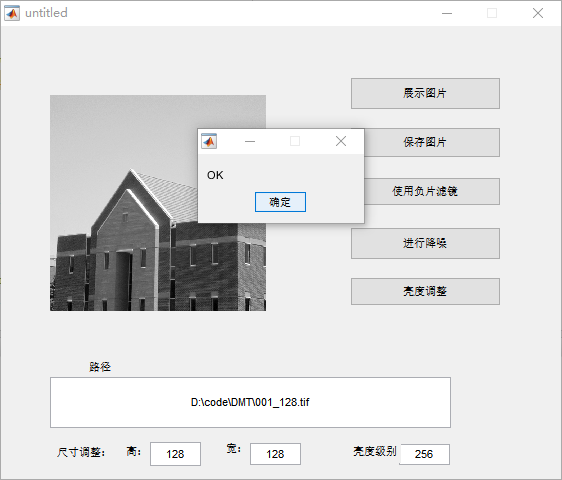 untitled
展示图片
保存图片
OK
确定
使用负片滤镜
进行降噪
亮度调整
路径
D:\code\DMT\001_128.tif
尺寸调整： 高： 128 宽： 128 亮度级别 256